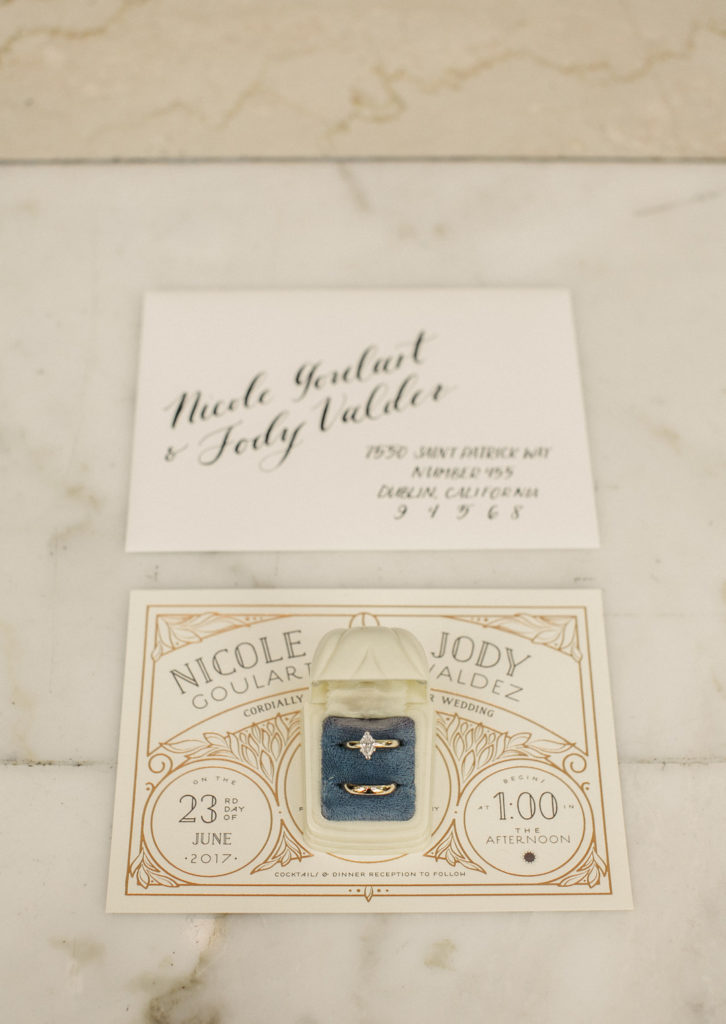 Nicole Goulart
& Jody Valdez
7550 SAINT PATRICK WAY
NUMBER 455
DUBLIN, CALIFORNIA
94568
NICOLE JODY
GOULART VALDEZ
CORDIALLY WEDDING
ON THE
23 RD DAY OF
JUNE
·2017·
BEGINS
AT 1:00 IN
THE
AFTERNOON
COCKTAILS & DINNER RECEPTION TO FOLLOW